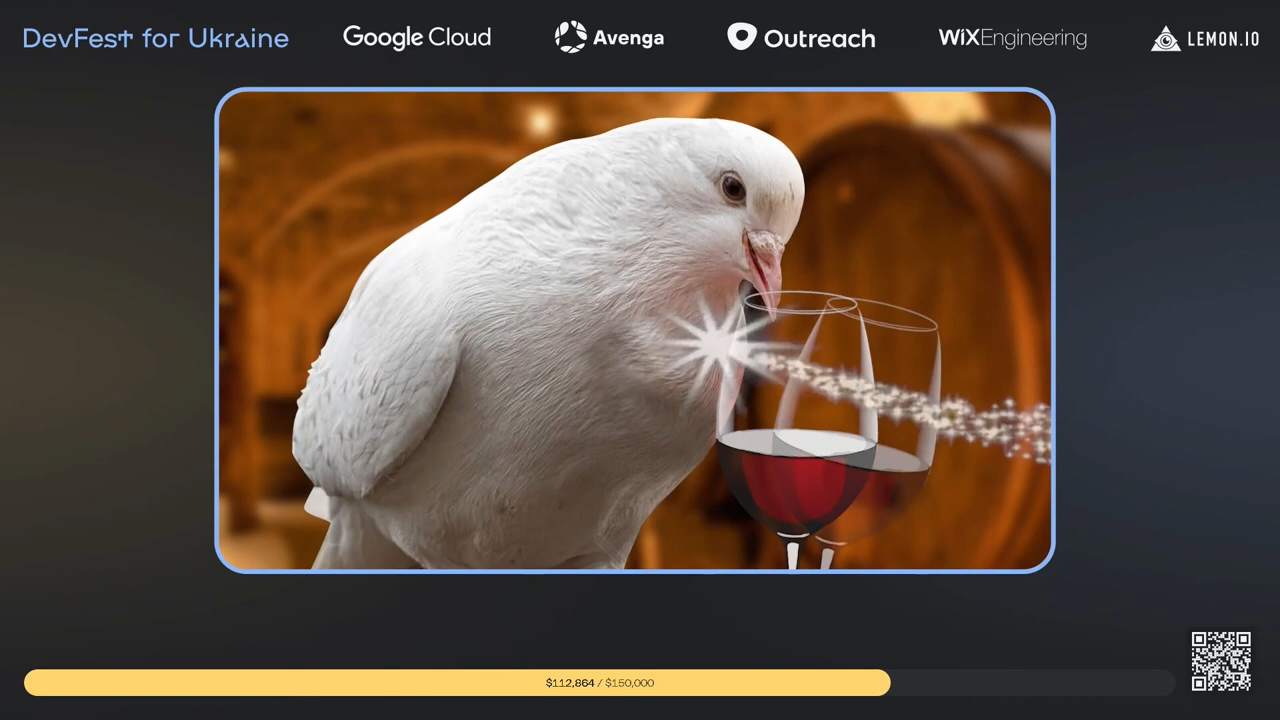 DevFest for Ukraine
Google Cloud
Avenga
Outreach
WiXEngineering
LEMON.IO
$112,864 / $150,000